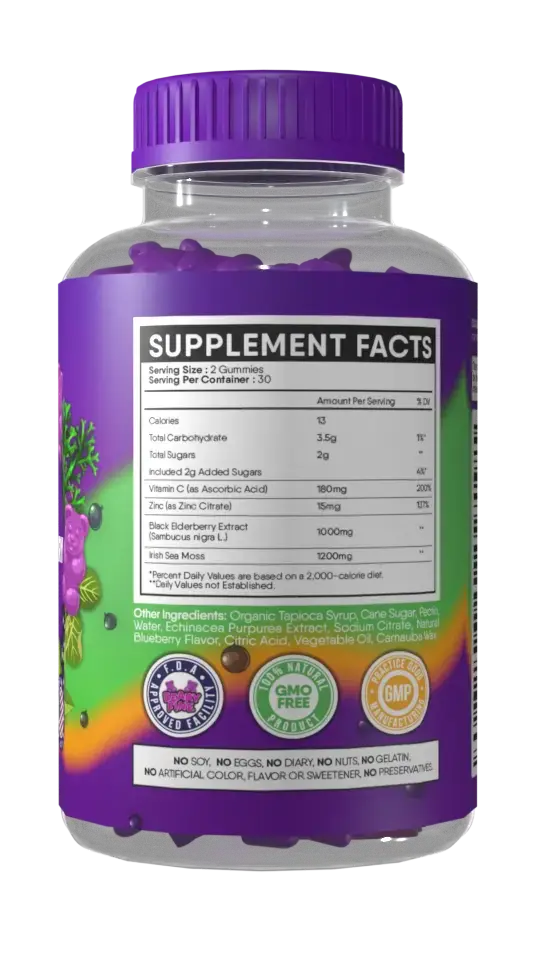 SUPPLEMENT FACTS
Serving Size : 2 Gummies
Serving Per Container : 30
Amount Per Serving % DV
Calories 13
Total Carbohydrate 3.5g 1%*
Total Sugars 2g **
Included 2g Added Sugars 4%*
Vitamin C (as Ascorbic Acid) 180mg 200%
Zinc (as Zinc Citrate) 15mg 137%
Black Elderberry Extract
(Sambucus nigra L.) 1000mg **
Irish Sea Moss 1200mg **
*Percent Daily Values are based on a 2,000-calorie diet.
**Daily Values not Established.
Other Ingredients: Organic Tapioca Syrup, Cane Sugar, Pectin,
Water, Echinacea Purpurea Extract, Sodium Citrate, Natural
Blueberry Flavor, Citric Acid, Vegetable Oil, Carnauba Wax
F.D.A
APPROVED FACILITY
100% NATURAL
GMO
FREE
PRODUCT
PRACTICE GOOD
GMP
MANUFACTURING
NO SOY, NO EGGS, NO DIARY, NO NUTS, NO GELATIN,
NO ARTIFICIAL COLOR, FLAVOR OR SWEETENER, NO PRESERVATIVES